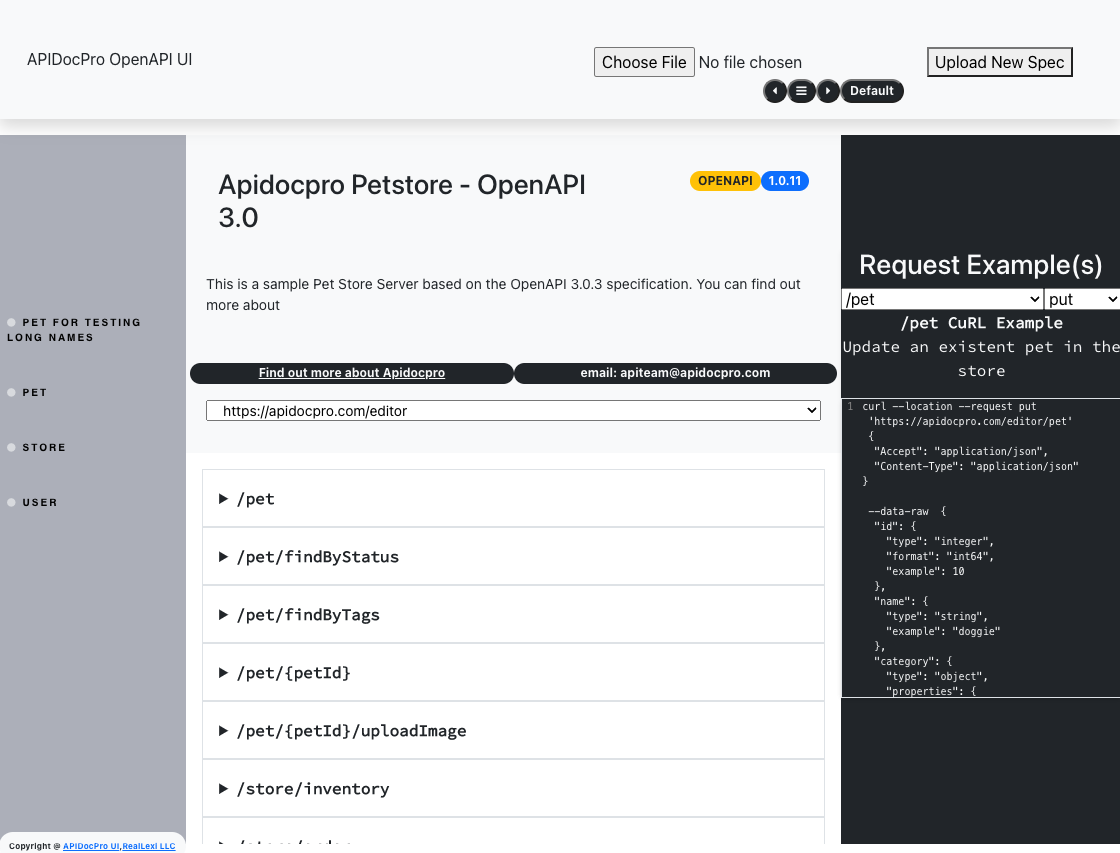 APIDocPro OpenAPI UI
Choose File No file chosen
Upload New Spec
Default
PET FOR TESTING
LONG NAMES
PET
STORE
USER
Copyright @ APIDocPro UI,RealLexi LLC
Apidocpro Petstore - OpenAPI
3.0
OPENAPI 1.0.11
This is a sample Pet Store Server based on the OpenAPI 3.0.3 specification. You can find out
more about
Find out more about Apidocpro
email: apiteam@apidocpro.com
https://apidocpro.com/editor
/pet
/pet/findByStatus
/pet/findByTags
/pet/{petId}
/pet/{petId}/uploadImage
/store/inventory
Request Example(s)
/pet put
/pet CuRL Example
Update an existent pet in the
store
1 curl --location --request put
'https://apidocpro.com/editor/pet'
{
"Accept": "application/json",
"Content-Type": "application/json"
}
--data-raw {
"id": {
"type": "integer",
"format": "int64",
"example": 10
},
"name": {
"type": "string",
"example": "doggie"
},
"category": {
"type": "object",
"properties": {